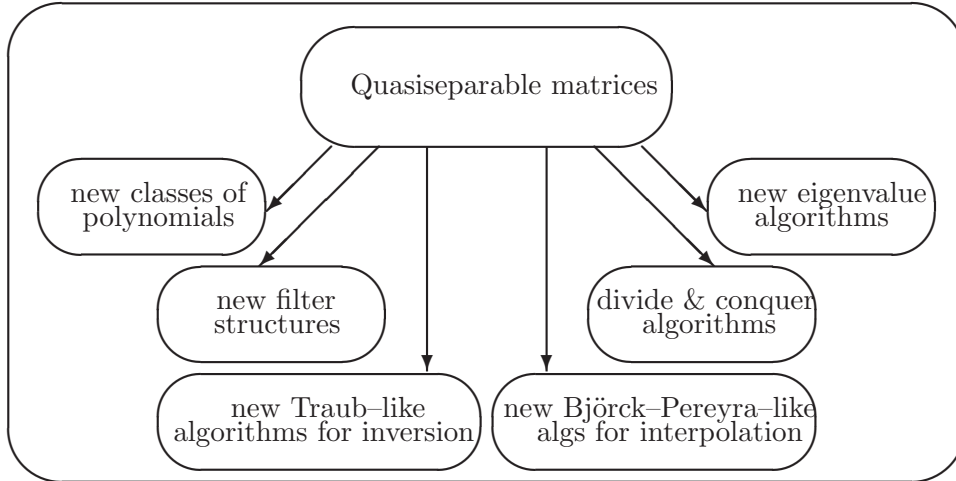 Quasiseparable matrices
new classes of
polynomials
new eigenvalue
algorithms
new filter
structures
divide & conquer
algorithms
new Traub–like
algorithms for inversion
new Björck–Pereyra–like
algs for interpolation